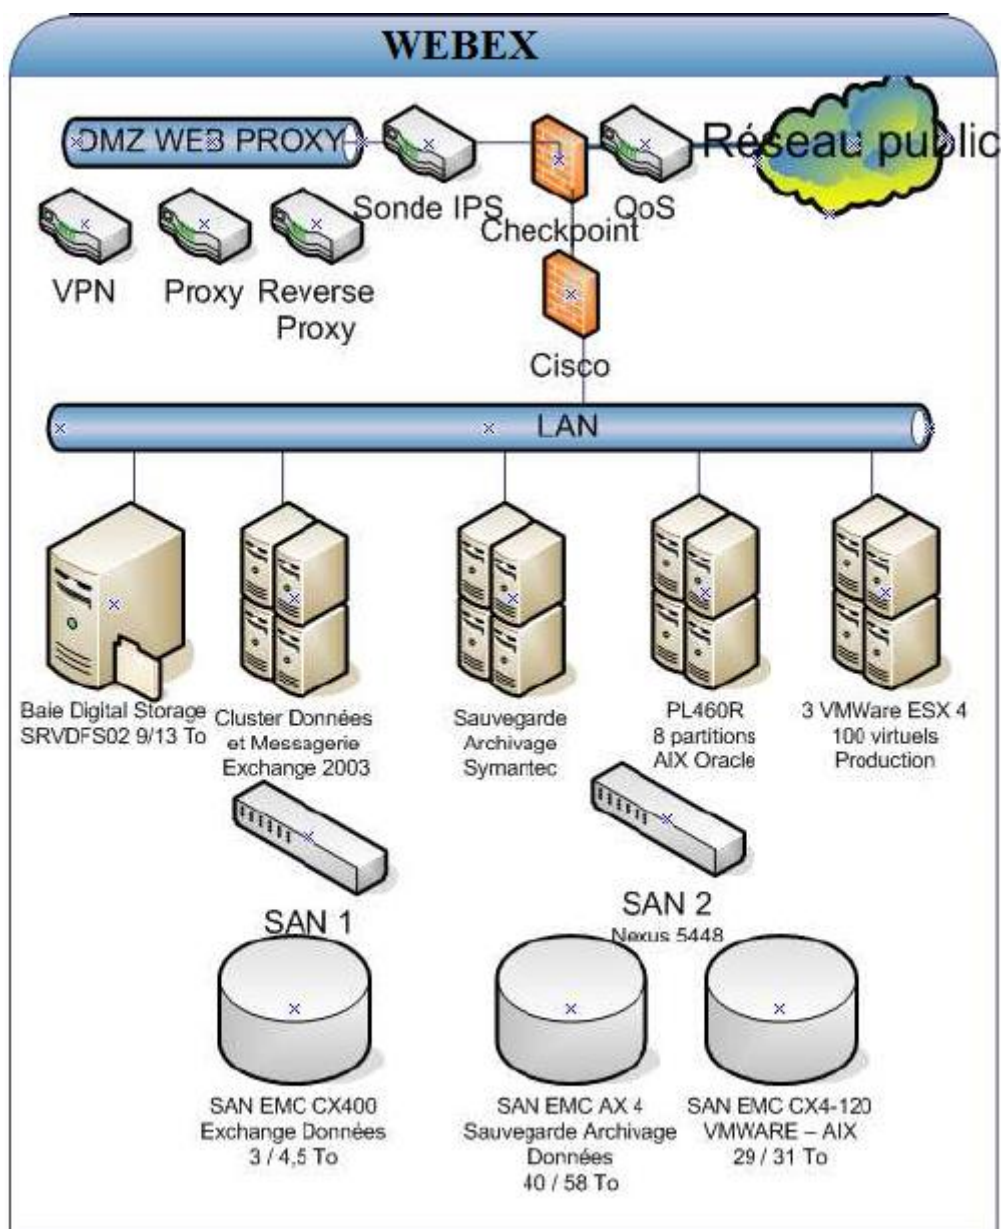 WEBEX
DMZ WEB PROXY
Sonde IPS
Checkpoint
QoS
Réseau public
VPN
Proxy
Reverse
Proxy
Cisco
LAN
Baie Digital Storage
SRVDFS02 9/13 To
Cluster Données
et Messagerie
Exchange 2003
Sauvegarde
Archivage
Symantec
PL460R
8 partitions
AIX Oracle
3 VMWare ESX 4
100 virtuels
Production
SAN 1
SAN 2
Nexus 5448
SAN EMC CX400
Exchange Données
3 / 4,5 To
SAN EMC AX 4
Sauvegarde Archivage
Données
40 / 58 To
SAN EMC CX4-120
VMWARE – AIX
29 / 31 To